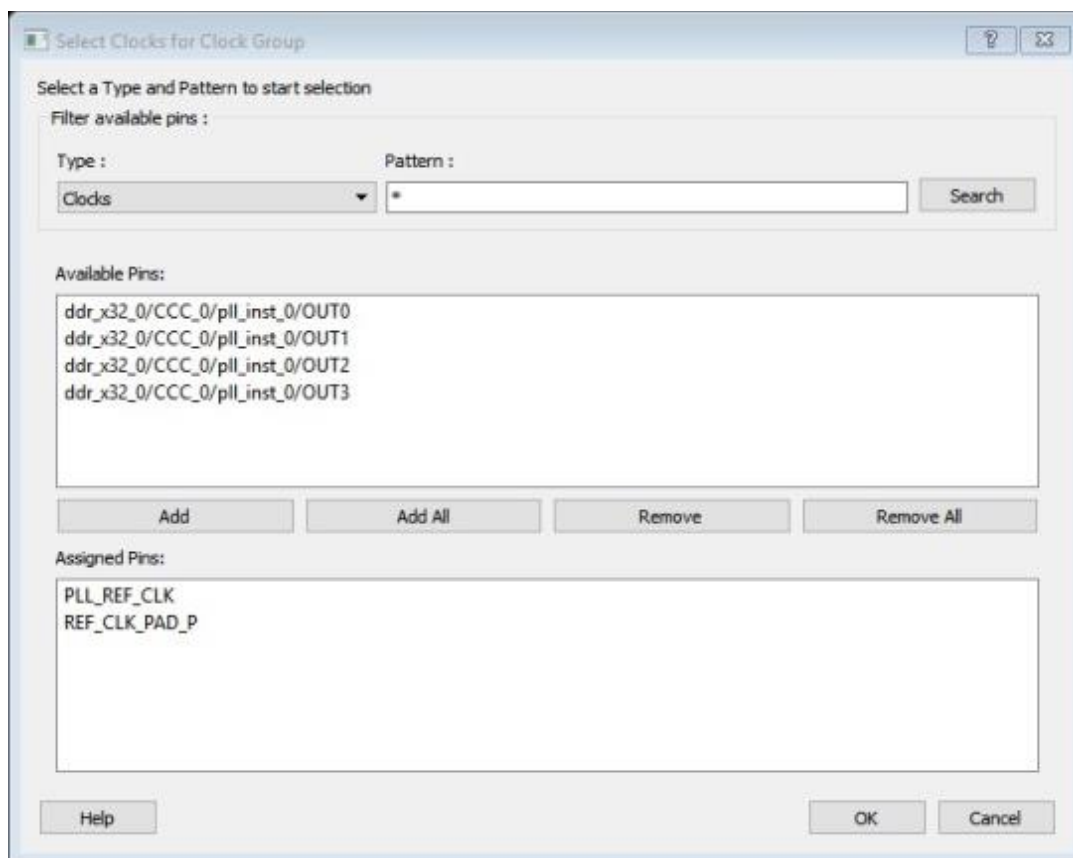 Select Clocks for Clock Group
Select a Type and Pattern to start selection
Filter available pins :
Type : Pattern :
Clocks * Search
Available Pins:
ddr_x32_0/CCC_0/pll_inst_0/OUT0
ddr_x32_0/CCC_0/pll_inst_0/OUT1
ddr_x32_0/CCC_0/pll_inst_0/OUT2
ddr_x32_0/CCC_0/pll_inst_0/OUT3
Add Add All Remove Remove All
Assigned Pins:
PLL_REF_CLK
REF_CLK_PAD_P
Help OK Cancel